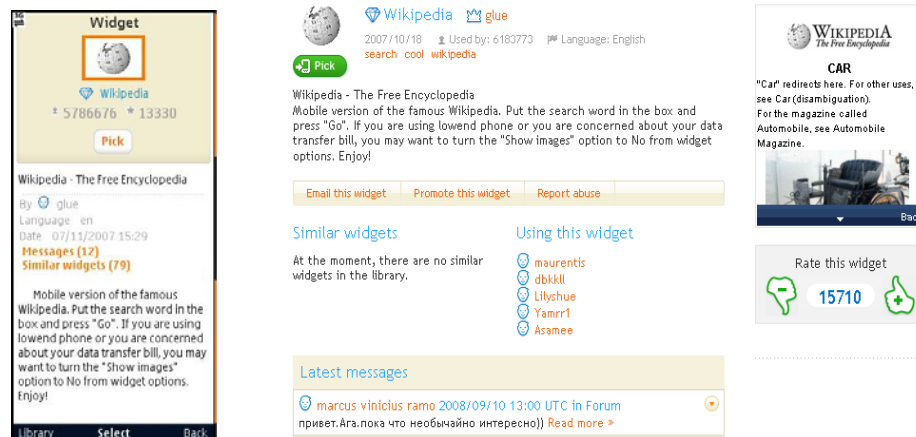 3G
Widget
Wikipedia
5786676 * 13330
Pick
Wikipedia - The Free Encyclopedia
By glue
Language en
Date 07/11/2007 15:29
Messages (12)
Similar widgets (79)
Mobile version of the famous
Wikipedia. Put the search word in the
box and press "Go". If you are using
lowend phone or you are concerned
about your data transfer bill, you may
want to turn the "Show images"
option to No from widget options.
Enjoy!
Library Select Back
Wikipedia glue
2007/10/18 Used by: 6183773 Language: English
search cool wikipedia
Pick
Wikipedia - The Free Encyclopedia
Mobile version of the famous Wikipedia. Put the search word in the box and
press "Go". If you are using lowend phone or you are concerned about your data
transfer bill, you may want to turn the "Show images" option to No from widget
options. Enjoy!
Email this widget Promote this widget Report abuse
Similar widgets
At the moment, there are no similar
widgets in the library.
Using this widget
maurentis
dbkkll
Lilyshue
Yamrr1
Asamee
Latest messages
marcus vinicius ramo 2008/09/10 13:00 UTC in Forum
привет.Ага.пока что необычайно интересно)) Read more »
WIKIPEDIA
The Free Encyclopedia
CAR
"Car" redirects here. For other uses,
see Car (disambiguation).
For the magazine called
Automobile, see Automobile
Magazine.
Bac
Rate this widget
15710